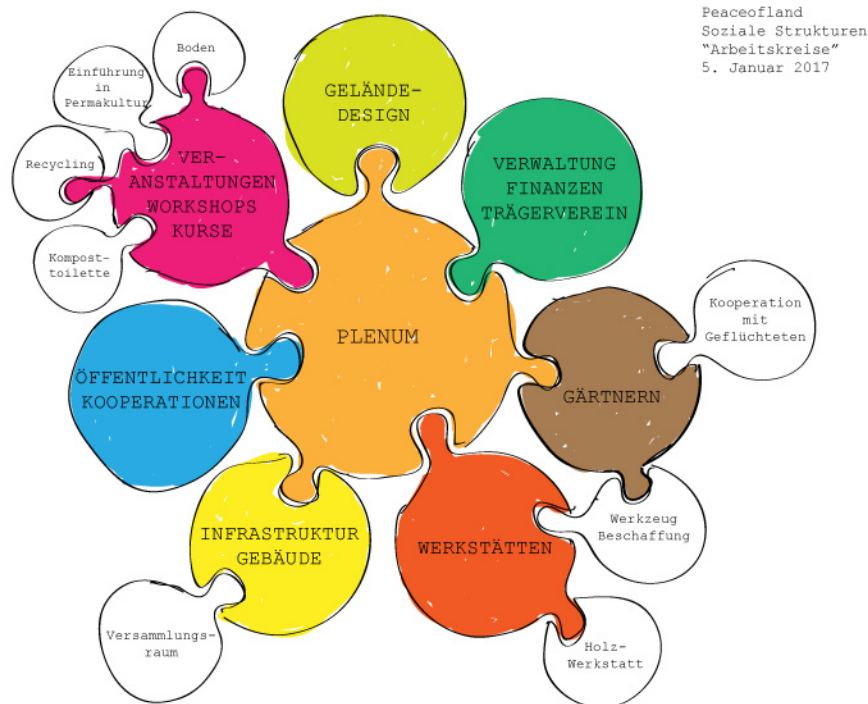 Peaceofland
Soziale Strukturen
"Arbeitskreise"
5. Januar 2017
Boden
Einführung
in
Permakultur
Recycling
Kompost-
toilette
VER-
ANSTALTUNGEN
WORKSHOPS
KURSE
GELÄNDE-
DESIGN
VERWALTUNG
FINANZEN
TRÄGERVEREIN
PLENUM
Kooperation
mit
Geflüchteten
GÄRTNERN
ÖFFENTLICHKEIT
KOOPERATIONEN
INFRASTRUKTUR
GEBÄUDE
WERKSTÄTTEN
Werkzeug
Beschaffung
Versammlungs-
raum
Holz-
Werkstatt